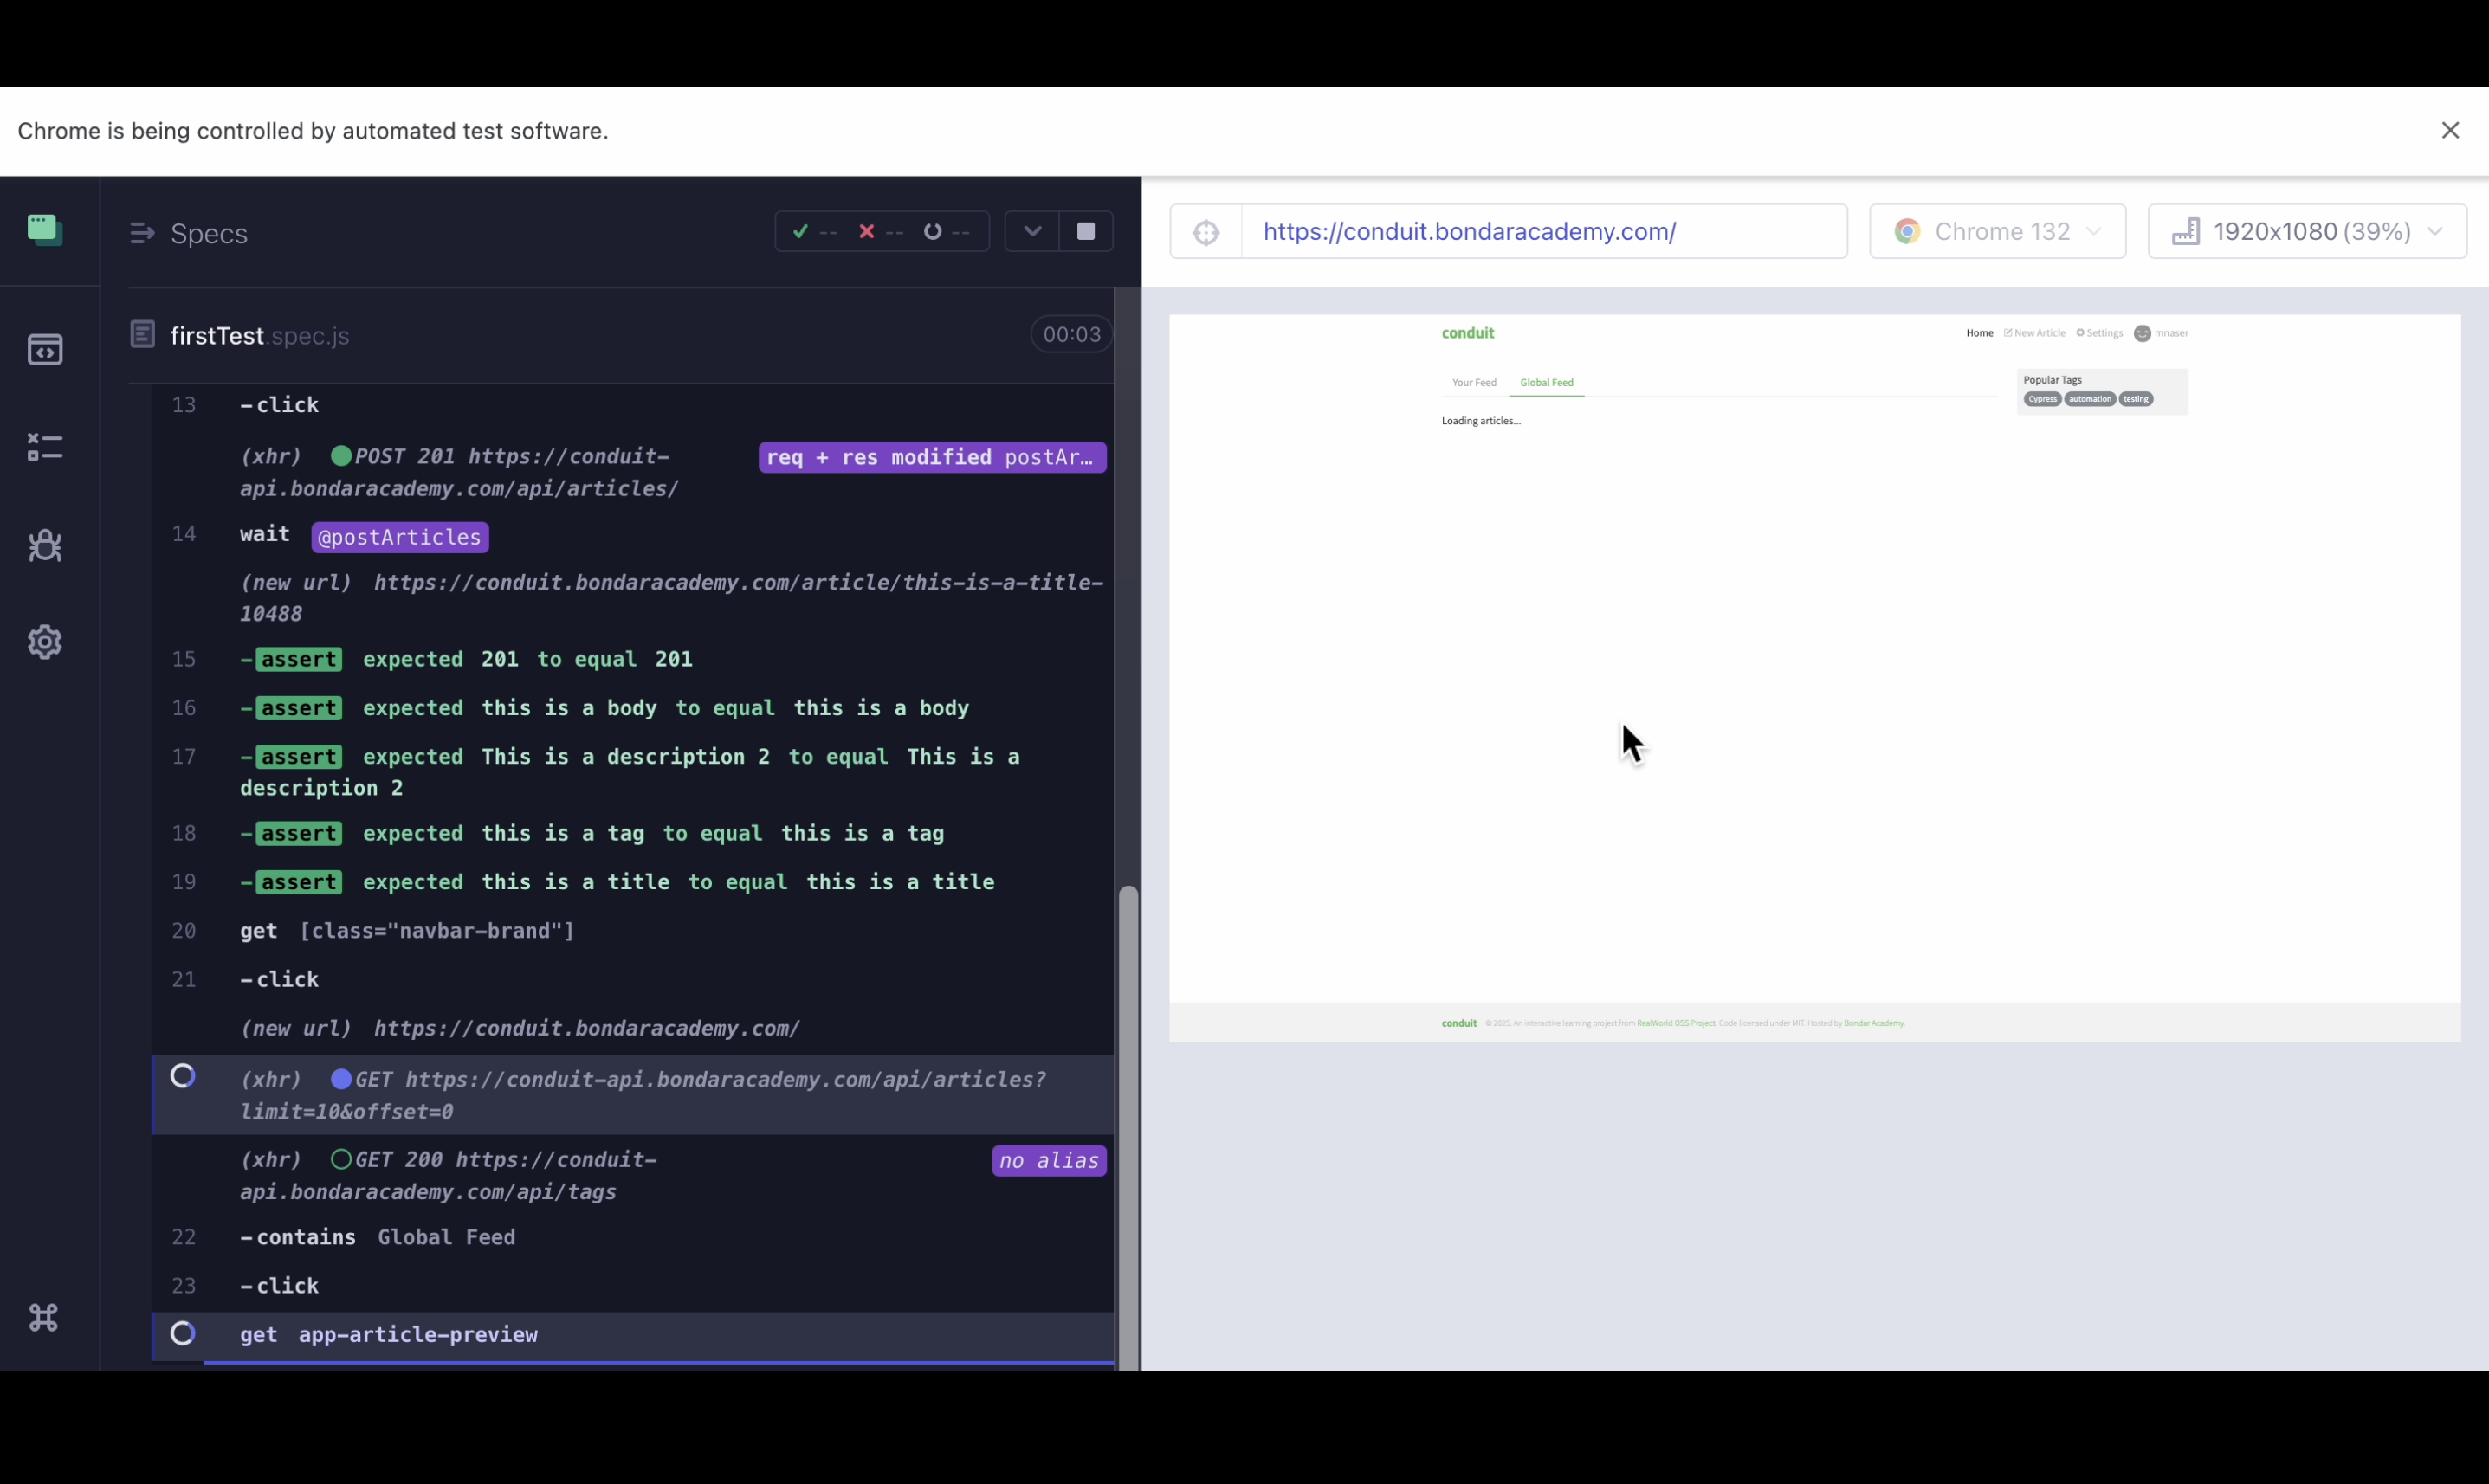 Chrome is being controlled by automated test software.
Specs
-- -- --
https://conduit.bondaracademy.com/
Chrome 132
1920x1080 (39%)
firstTest.spec.js
00:03
13 -click
(xhr) POST 201 https://conduit-
api.bondaracademy.com/api/articles/
req + res modified postAr…
14 wait @postArticles
(new url) https://conduit.bondaracademy.com/article/this-is-a-title-
10488
15 -assert expected 201 to equal 201
16 -assert expected this is a body to equal this is a body
17 -assert expected This is a description 2 to equal This is a
description 2
18 -assert expected this is a tag to equal this is a tag
19 -assert expected this is a title to equal this is a title
20 get [class="navbar-brand"]
21 -click
(new url) https://conduit.bondaracademy.com/
(xhr) GET https://conduit-api.bondaracademy.com/api/articles?
limit=10&offset=0
(xhr) GET 200 https://conduit-
api.bondaracademy.com/api/tags
no alias
22 -contains Global Feed
23 -click
get app-article-preview
conduit
Home New Article Settings mnaser
Your Feed Global Feed
Popular Tags
Cypress automation testing
Loading articles...
conduit © 2025. An interactive learning project from RealWorld OSS Project. Code licensed under MIT. Hosted by Bondar Academy.